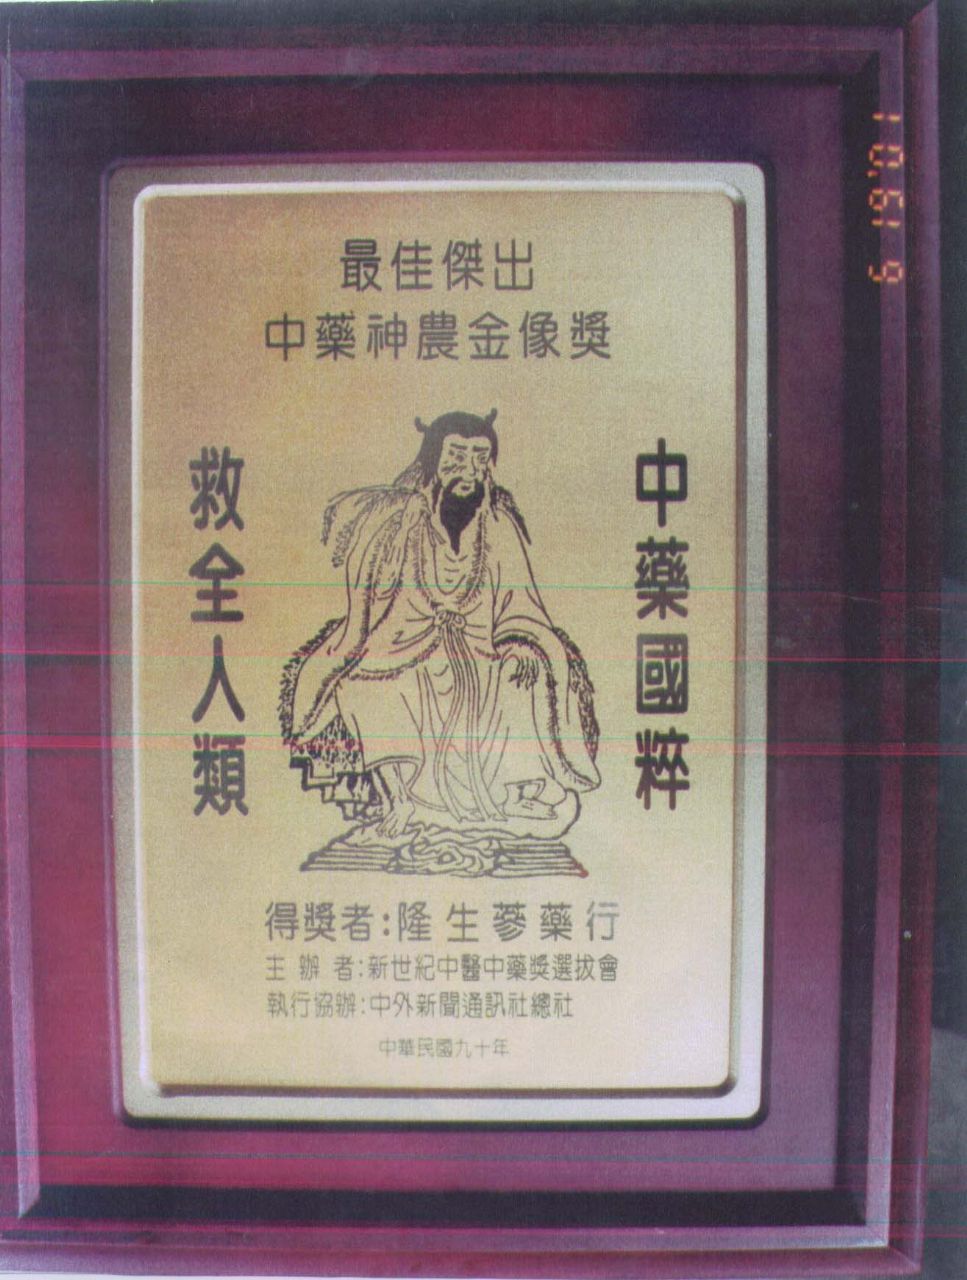 最佳傑出
中藥神農金像獎
中藥國粹
救全人類
得獎者:隆生蔘藥行
主辦者:新世紀中醫中藥獎選拔會
執行協辦:中外新聞通訊社總社
中華民國九十年